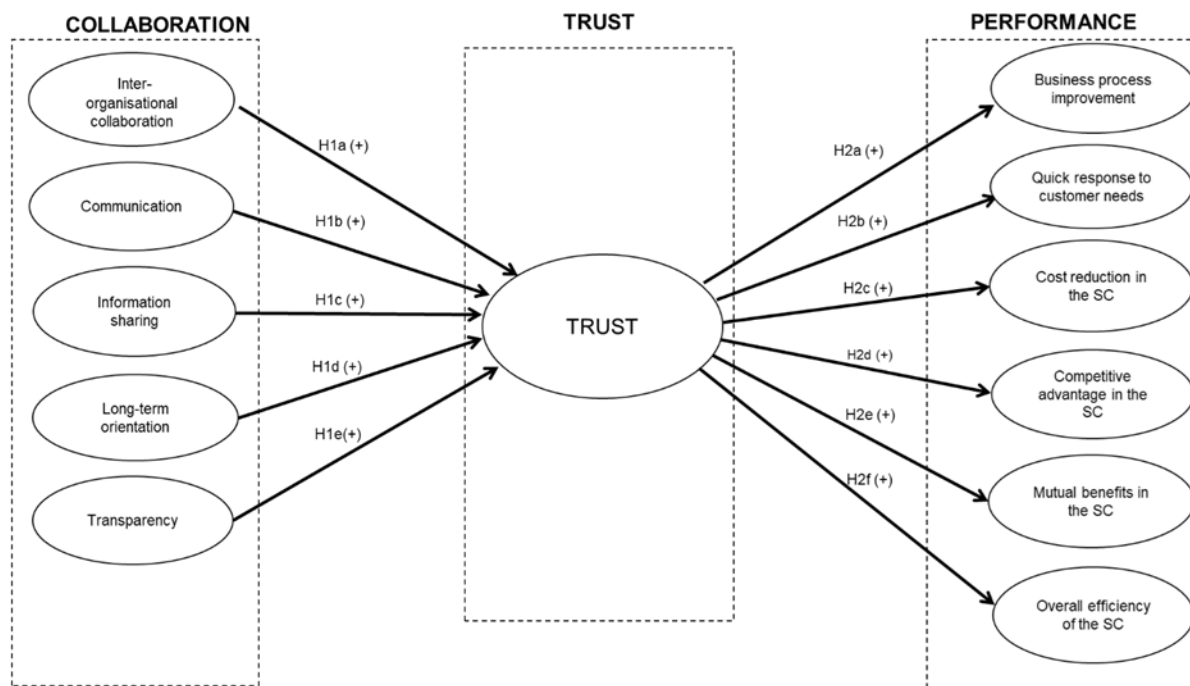 COLLABORATION
Inter-
organisational
collaboration
Communication
Information
sharing
Long-term
orientation
Transparency
H1a (+)
H1b (+)
H1c (+)
H1d (+)
H1e(+)
TRUST
TRUST
H2a (+)
H2b (+)
H2c (+)
H2d (+)
H2e (+)
H2f (+)
PERFORMANCE
Business process
improvement
Quick response to
customer needs
Cost reduction in
the SC
Competitive
advantage in the
SC
Mutual benefits in
the SC
Overall efficiency
of the SC